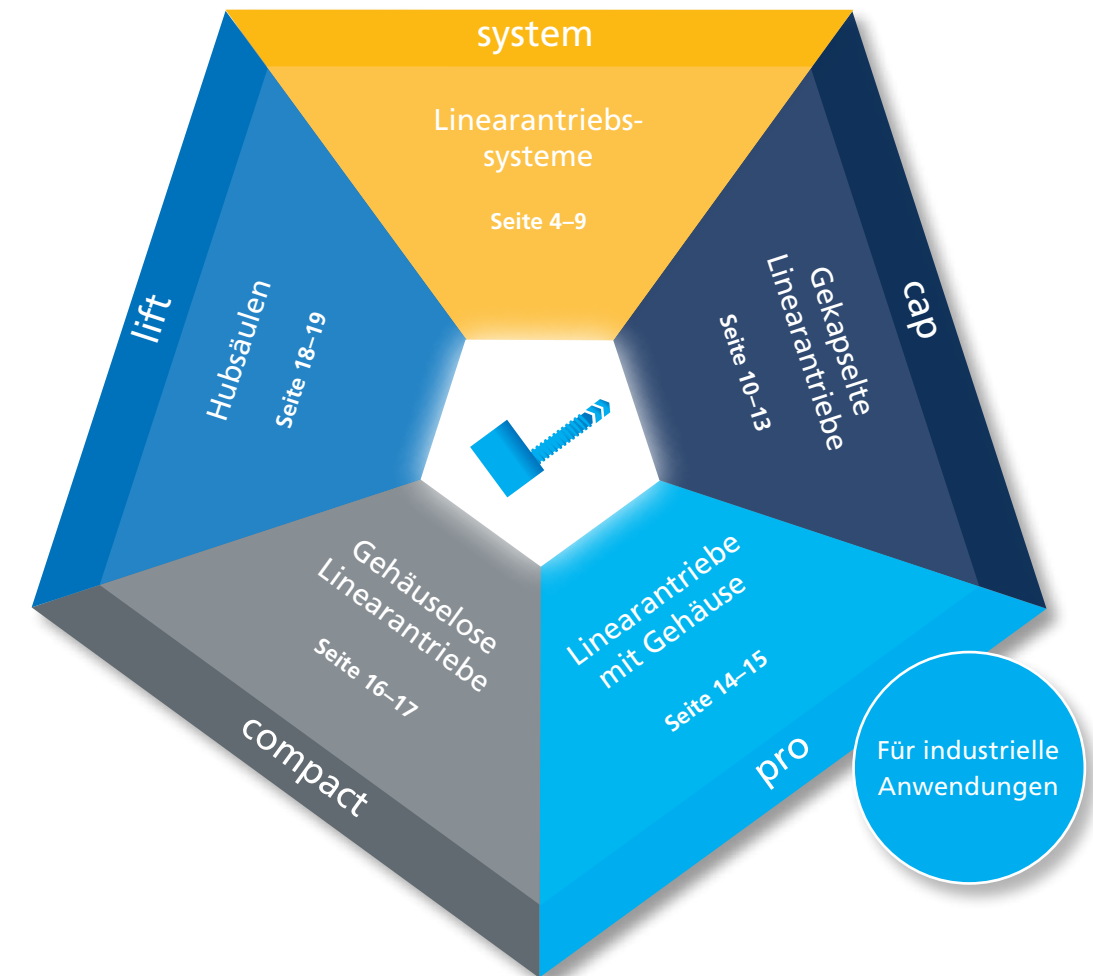 system
Linearantriebs-
systeme
Seite 4–9
cap
Gekapselte
Linearantriebe
Seite 10–13
pro
Linearantriebe
mit Gehäuse
Seite 14–15
Für industrielle
Anwendungen
compact
Gehäuselose
Linearantriebe
Seite 16–17
lift
Hubsäulen
Seite 18–19